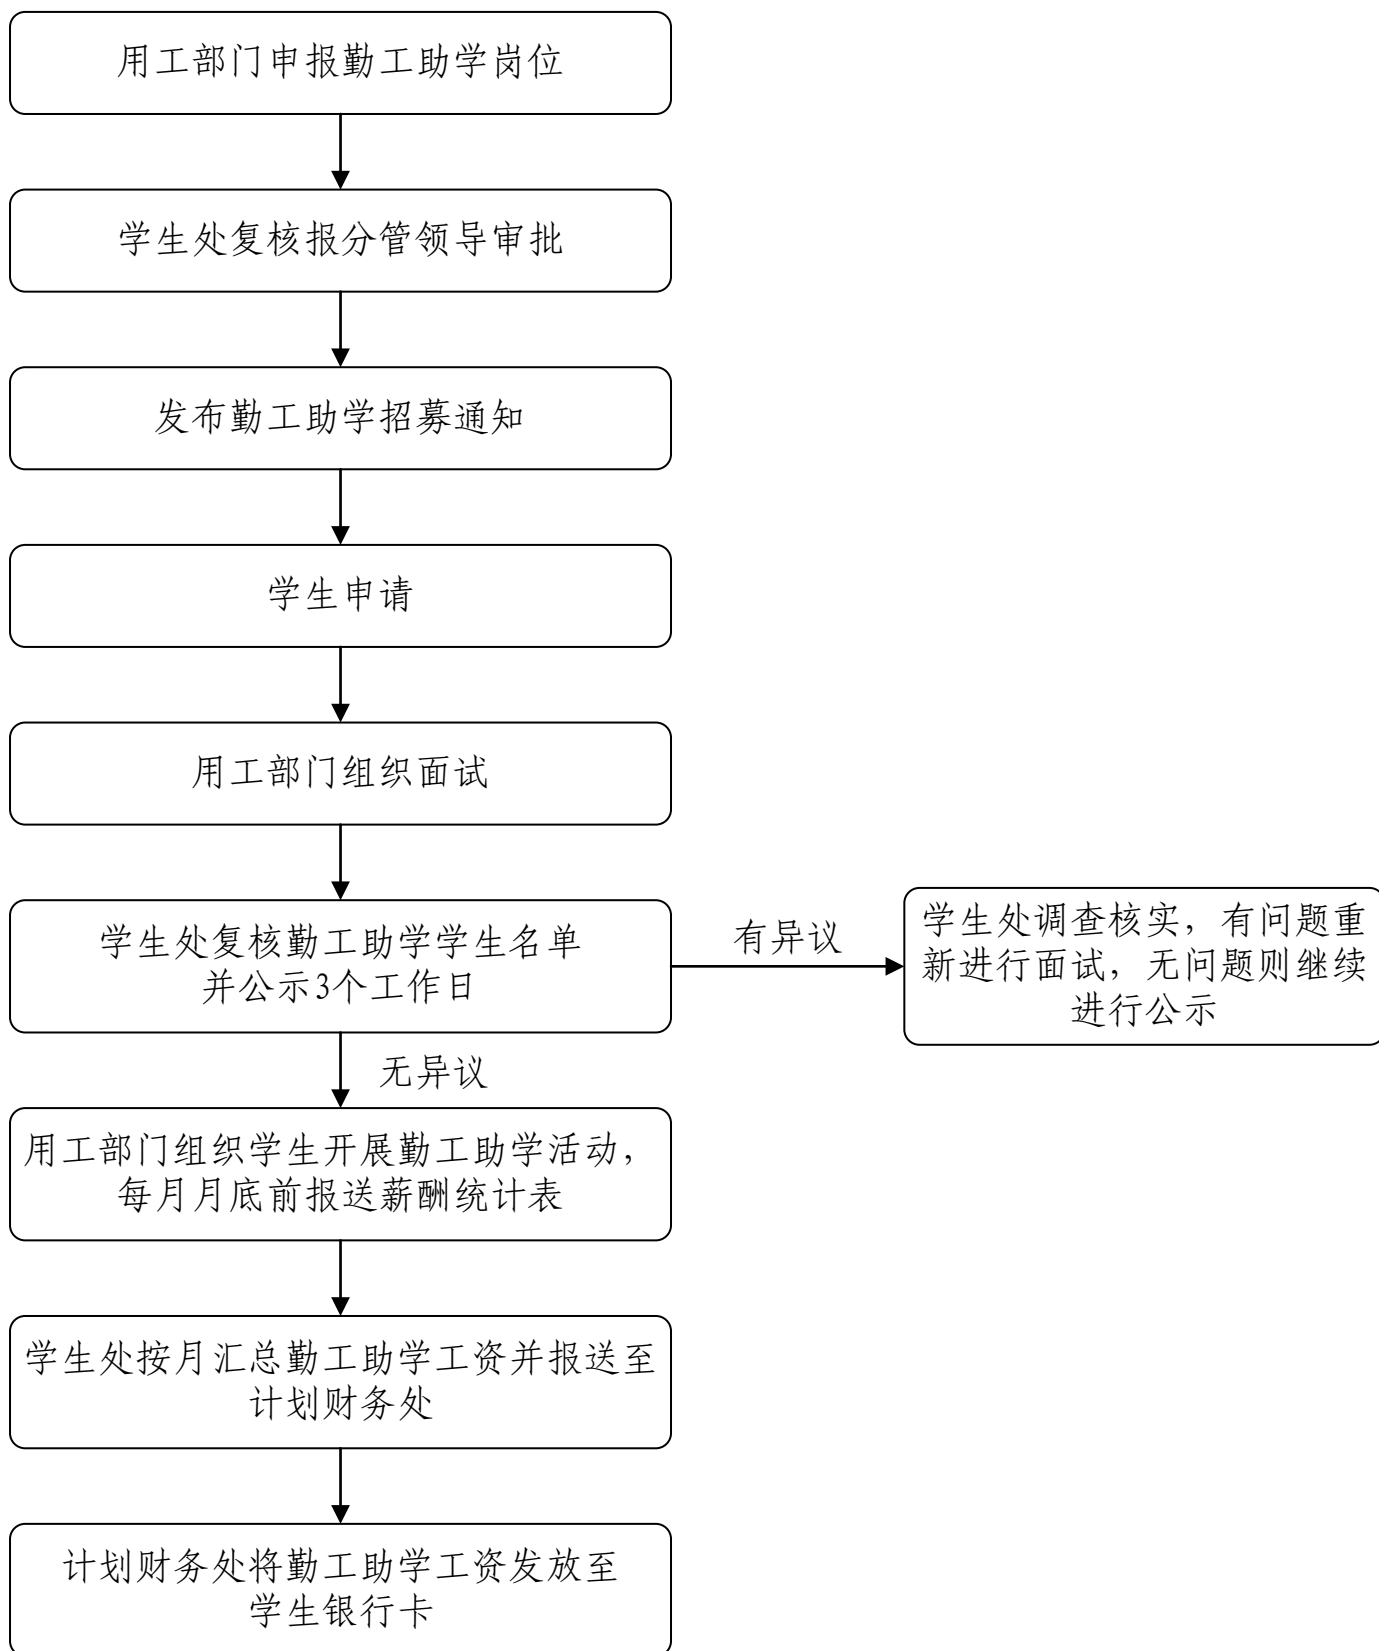 用工部门申报勤工助学岗位
学生处复核报分管领导审批
发布勤工助学招募通知
学生申请
用工部门组织面试
学生处复核勤工助学学生名单
并公示3个工作日
有异议
学生处调查核实，有问题重
新进行面试，无问题则继续
进行公示
无异议
用工部门组织学生开展勤工助学活动，
每月月底前报送薪酬统计表
学生处按月汇总勤工助学工资并报送至
计划财务处
计划财务处将勤工助学工资发放至
学生银行卡